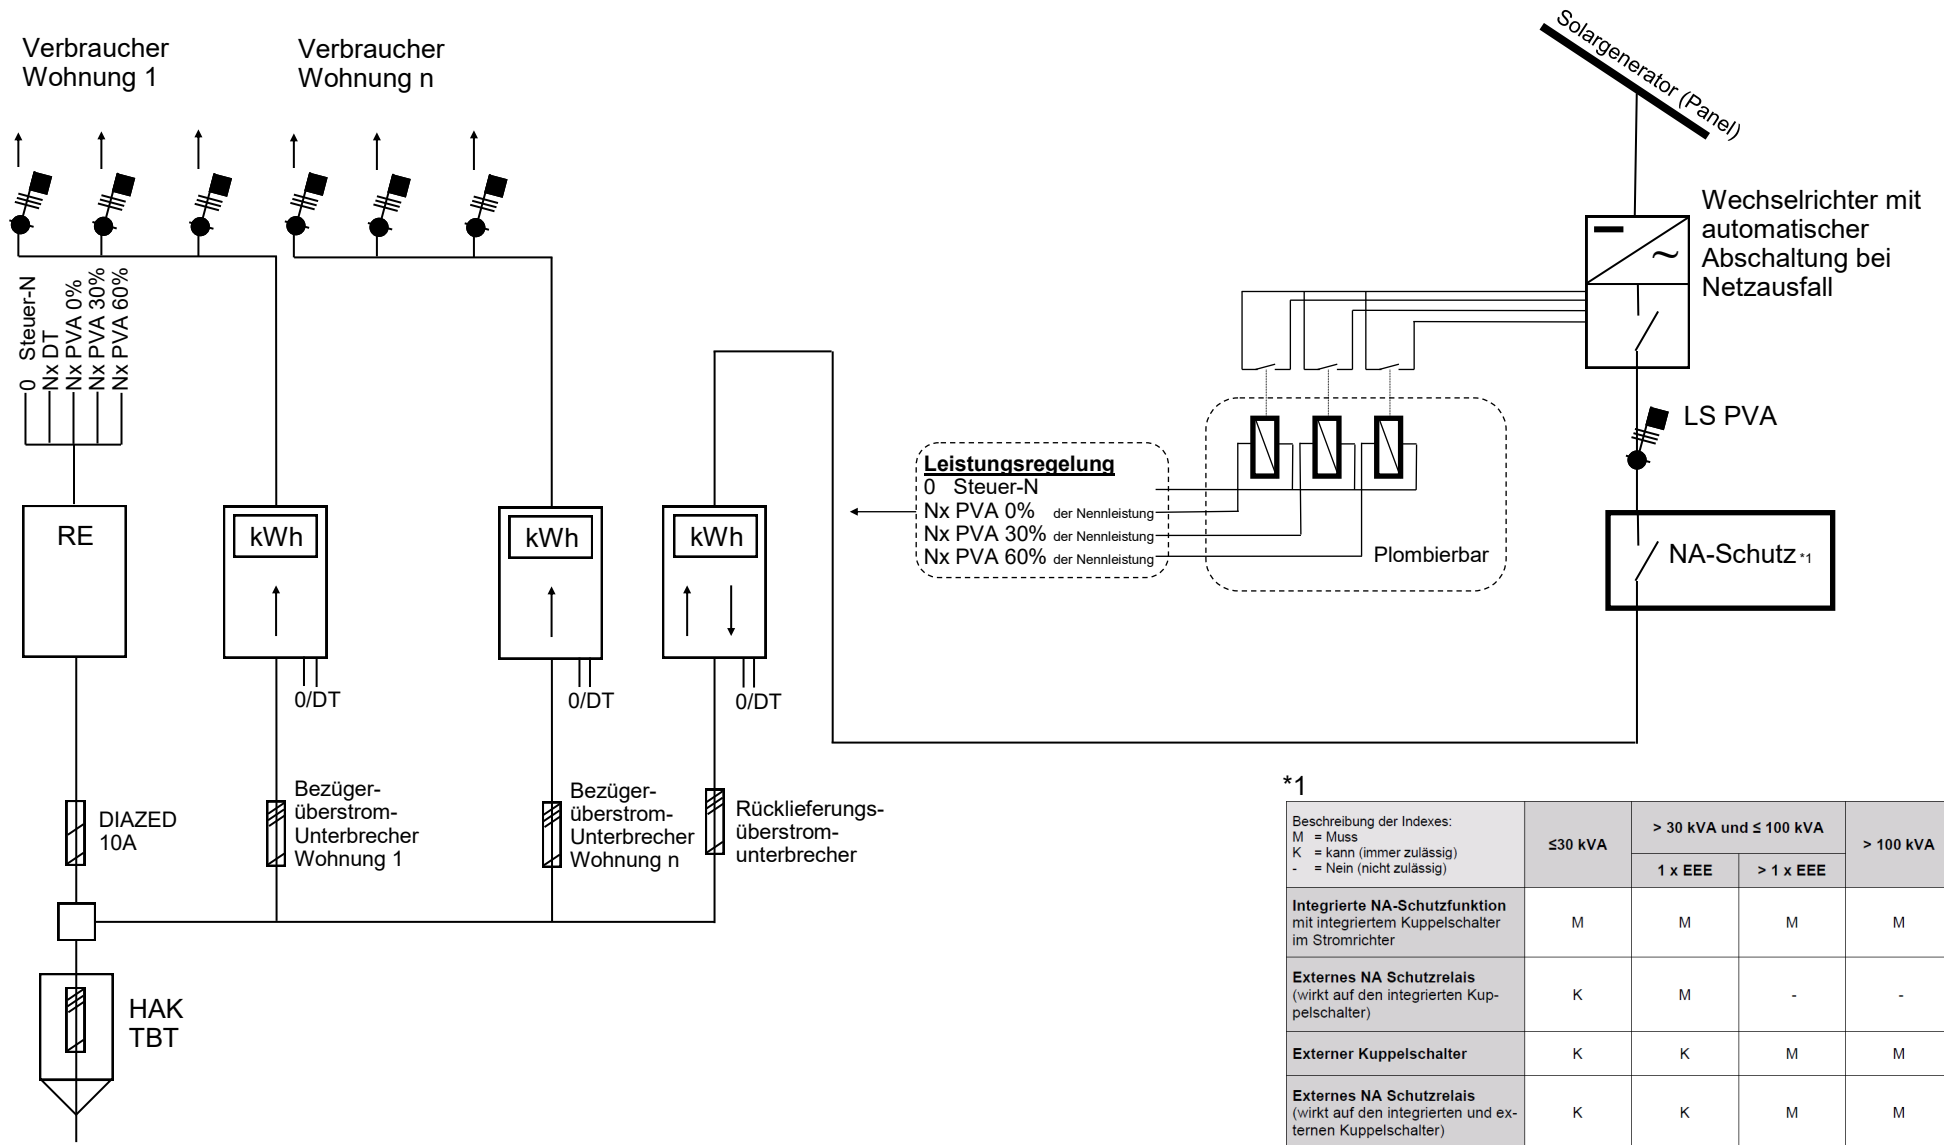 Verbraucher
Wohnung 1
Verbraucher
Wohnung n
Solargenerator (Panel)
Wechselrichter mit
automatischer
Abschaltung bei
Netzausfall
~
0 Steuer-N
Nx DT
Nx PVA 0%
Nx PVA 30%
Nx PVA 60%
LS PVA
Leistungsregelung
0 Steuer-N
Nx PVA 0% der Nennleistung
Nx PVA 30% der Nennleistung
Nx PVA 60% der Nennleistung
Plombierbar
RE
kWh
kWh
kWh
NA-Schutz *1
0/DT
0/DT
0/DT
DIAZED
10A
Bezüger-
überstrom-
Unterbrecher
Wohnung 1
Bezüger-
überstrom-
Unterbrecher
Wohnung n
Rücklieferungs-
überstrom-
unterbrecher
HAK
TBT
*1
Beschreibung der Indexes:
M = Muss
K = kann (immer zulässig)
- = Nein (nicht zulässig)
≤30 kVA
> 30 kVA und ≤ 100 kVA
> 100 kVA
1 x EEE
> 1 x EEE
Integrierte NA-Schutzfunktion
mit integriertem Kuppelschalter
im Stromrichter
M M M M
Externes NA Schutzrelais
(wirkt auf den integrierten Kup-
pelschalter)
K M - -
Externer Kuppelschalter
K K M M
Externes NA Schutzrelais
(wirkt auf den integrierten und ex-
ternen Kuppelschalter)
K K M M